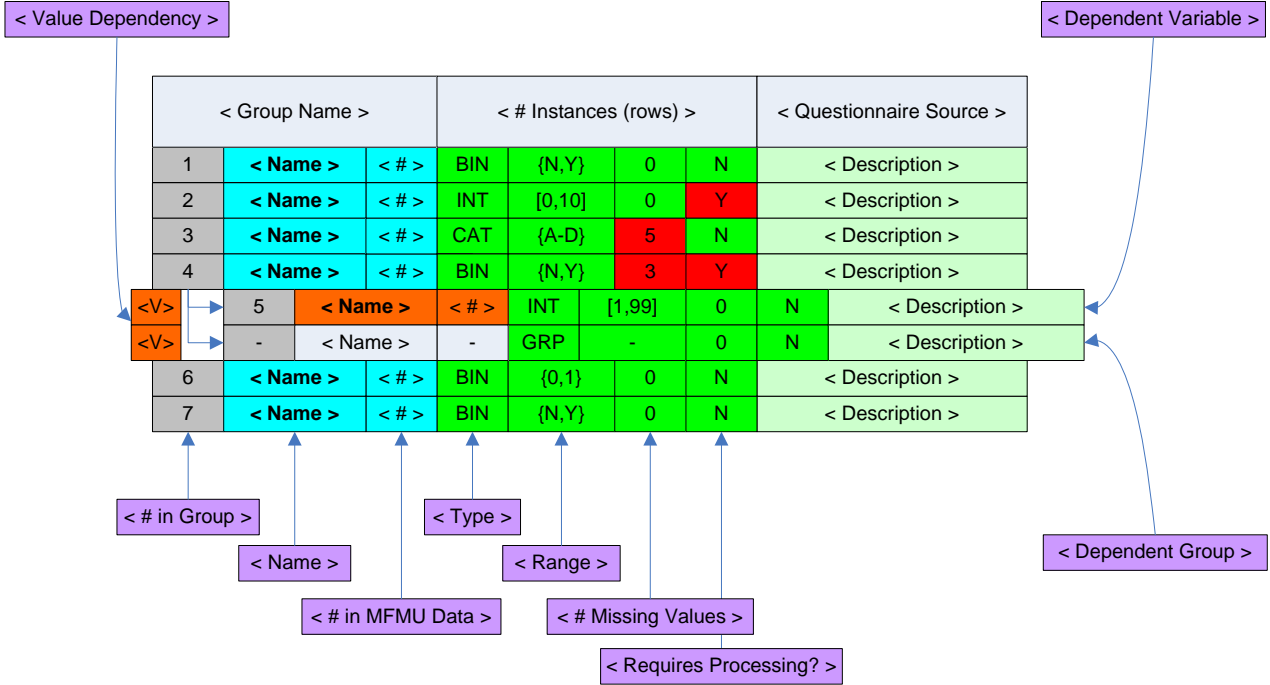 < Value Dependency > < Dependent Variable >
< Group Name > < # Instances (rows) > < Questionnaire Source >
1 < Name > < # > BIN {N,Y} 0 N < Description >
2 < Name > < # > INT [0,10] 0 Y < Description >
3 < Name > < # > CAT {A-D} 5 N < Description >
4 < Name > < # > BIN {N,Y} 3 Y < Description >
<V> 5 < Name > < # > INT [1,99] 0 N < Description >
<V> - < Name > - GRP - 0 N < Description >
6 < Name > < # > BIN {0,1} 0 N < Description >
7 < Name > < # > BIN {N,Y} 0 N < Description >
< # in Group > < Type >
< Name > < Range > < Dependent Group >
< # in MFMU Data > < # Missing Values >
< Requires Processing? >